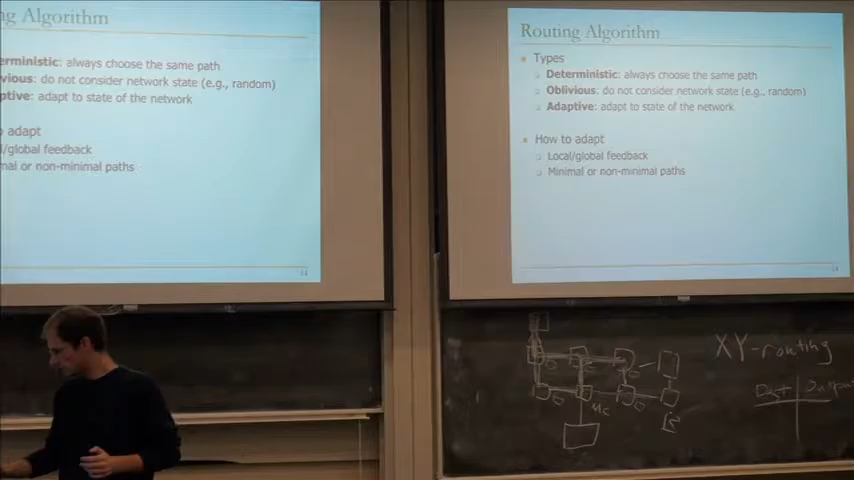 ng Algorithm
erministic: always choose the same path
vious: do not consider network state (e.g., random)
ptive: adapt to state of the network
o adapt
l/global feedback
mal or non-minimal paths
14
Routing Algorithm
Types
Deterministic: always choose the same path
Oblivious: do not consider network state (e.g., random)
Adaptive: adapt to state of the network
How to adapt
Local/global feedback
Minimal or non-minimal paths
14
XY-routing